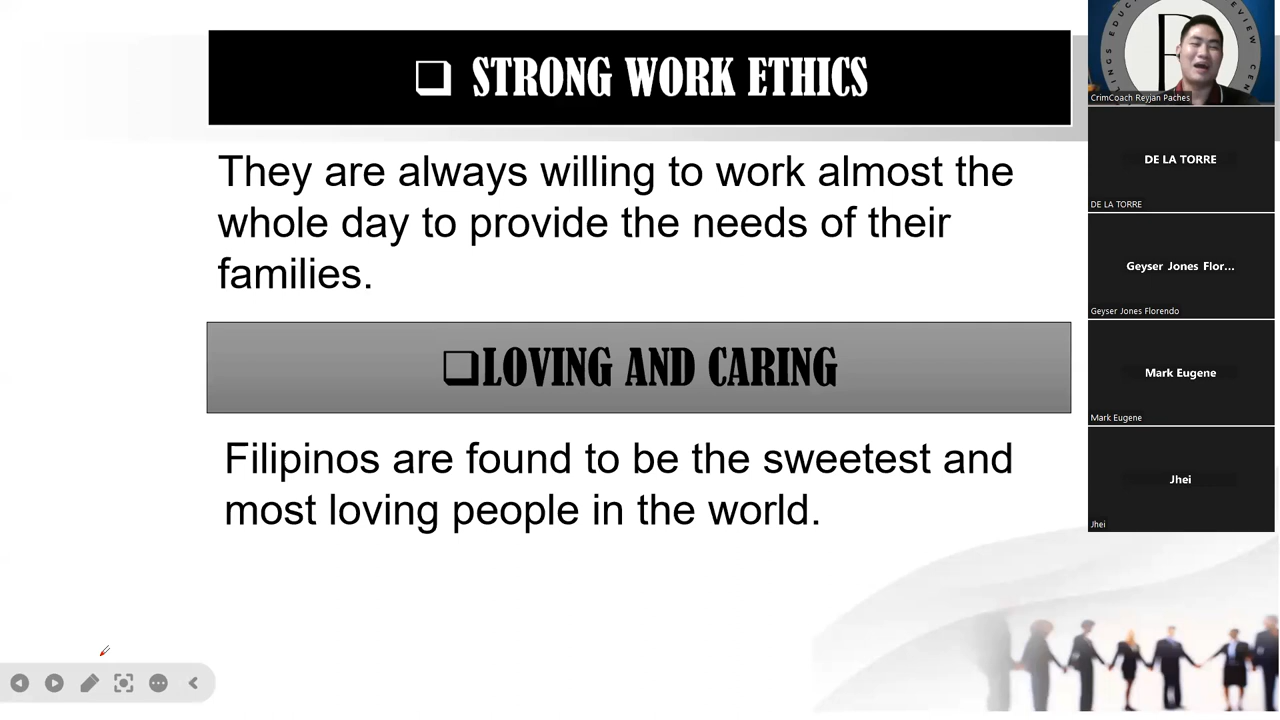 ❑ STRONG WORK ETHICS
They are always willing to work almost the
whole day to provide the needs of their
families.
❑LOVING AND CARING
Filipinos are found to be the sweetest and
most loving people in the world.
CrimCoach Reyjan Paches
DE LA TORRE
DE LA TORRE
Geyser Jones Flor...
Geyser Jones Florendo
Mark Eugene
Mark Eugene
Jhei
Jhei